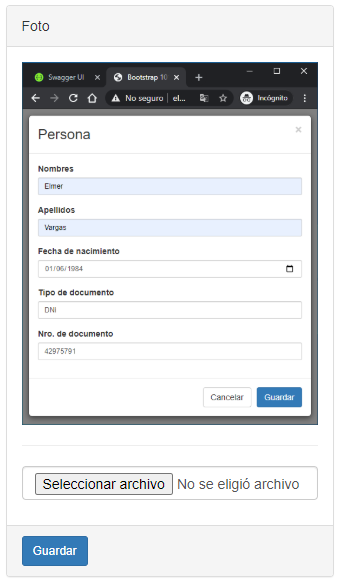 Foto
Swagger UI
Bootstrap 10
No seguro el...
Incógnito
Persona
Nombres
Elmer
Apellidos
Vargas
Fecha de nacimiento
01/06/1984
Tipo de documento
DNI
Nro. de documento
42975791
Cancelar Guardar
Seleccionar archivo No se eligió archivo
Guardar